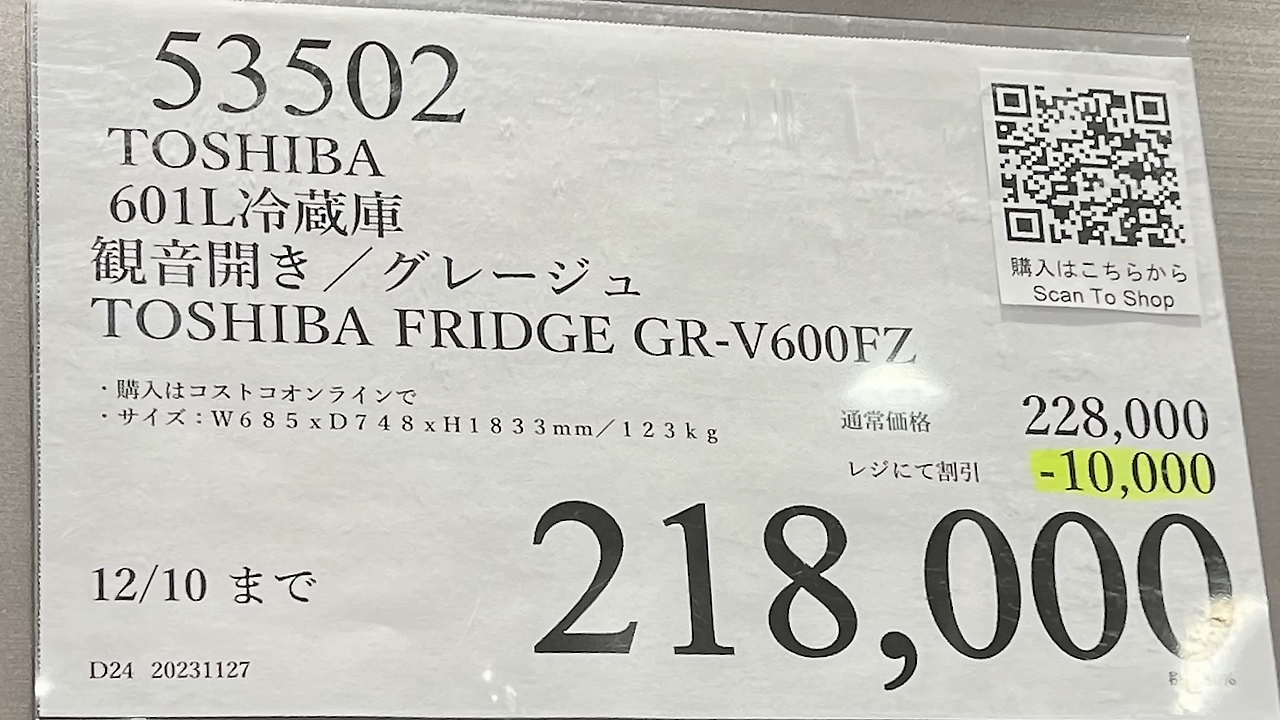 53502
TOSHIBA
601L冷蔵庫
観音開き／グレージュ
TOSHIBA FRIDGE GR-V600FZ
購入はこちらから
Scan To Shop
・購入はコストコオンラインで
・サイズ：Ｗ６８５ｘＤ７４８ｘＨ１８３３mm／１２３ｋｇ
通常価格 228,000
レジにて割引 -10,000
218,000
12/10 まで
D24 20231127